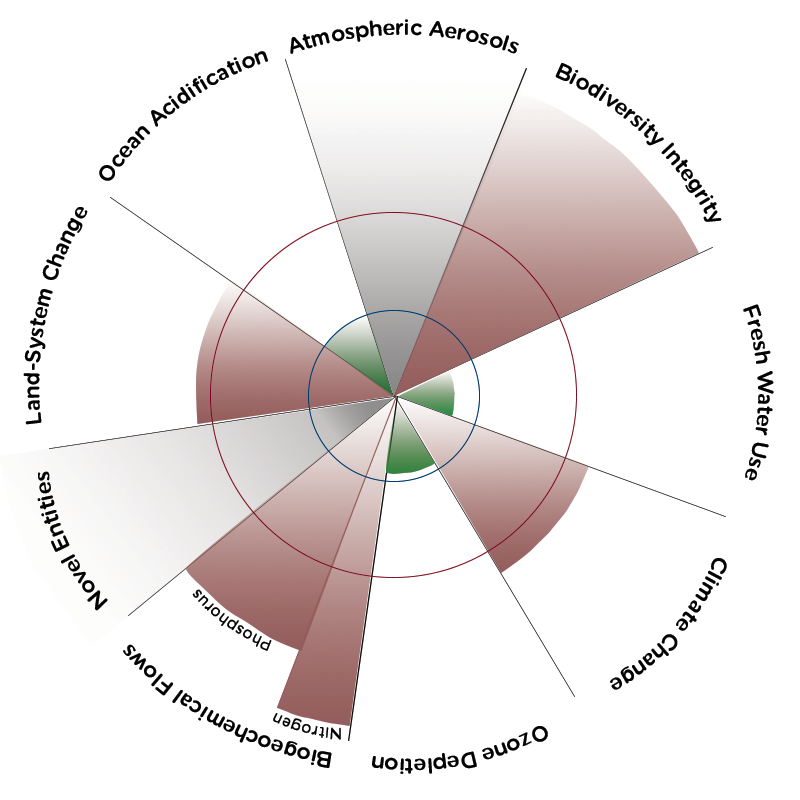 Atmospheric Aerosols
Biodiversity Integrity
Fresh Water Use
Climate Change
Ozone Depletion
Biogeochemical Flows
Nitrogen
Phosphorus
Novel Entities
Land-System Change
Ocean Acidification